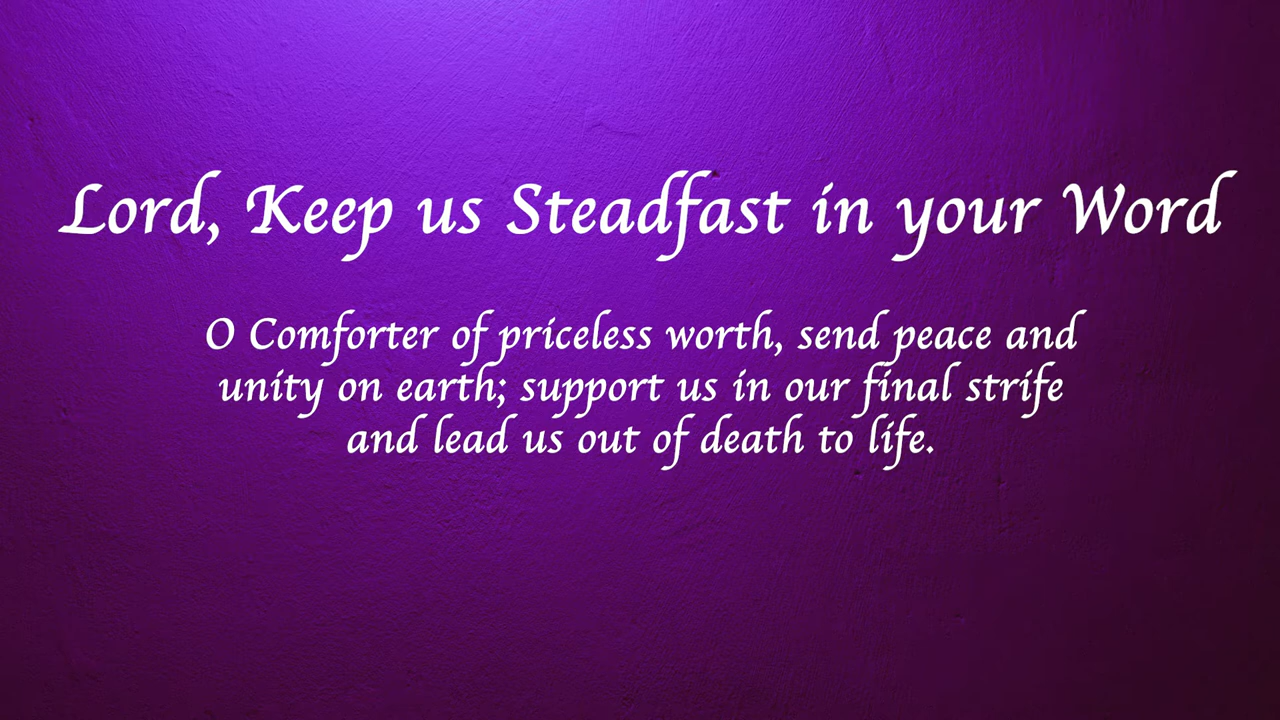 Lord, Keep us Steadfast in your Word
O Comforter of priceless worth, send peace and
unity on earth; support us in our final strife
and lead us out of death to life.